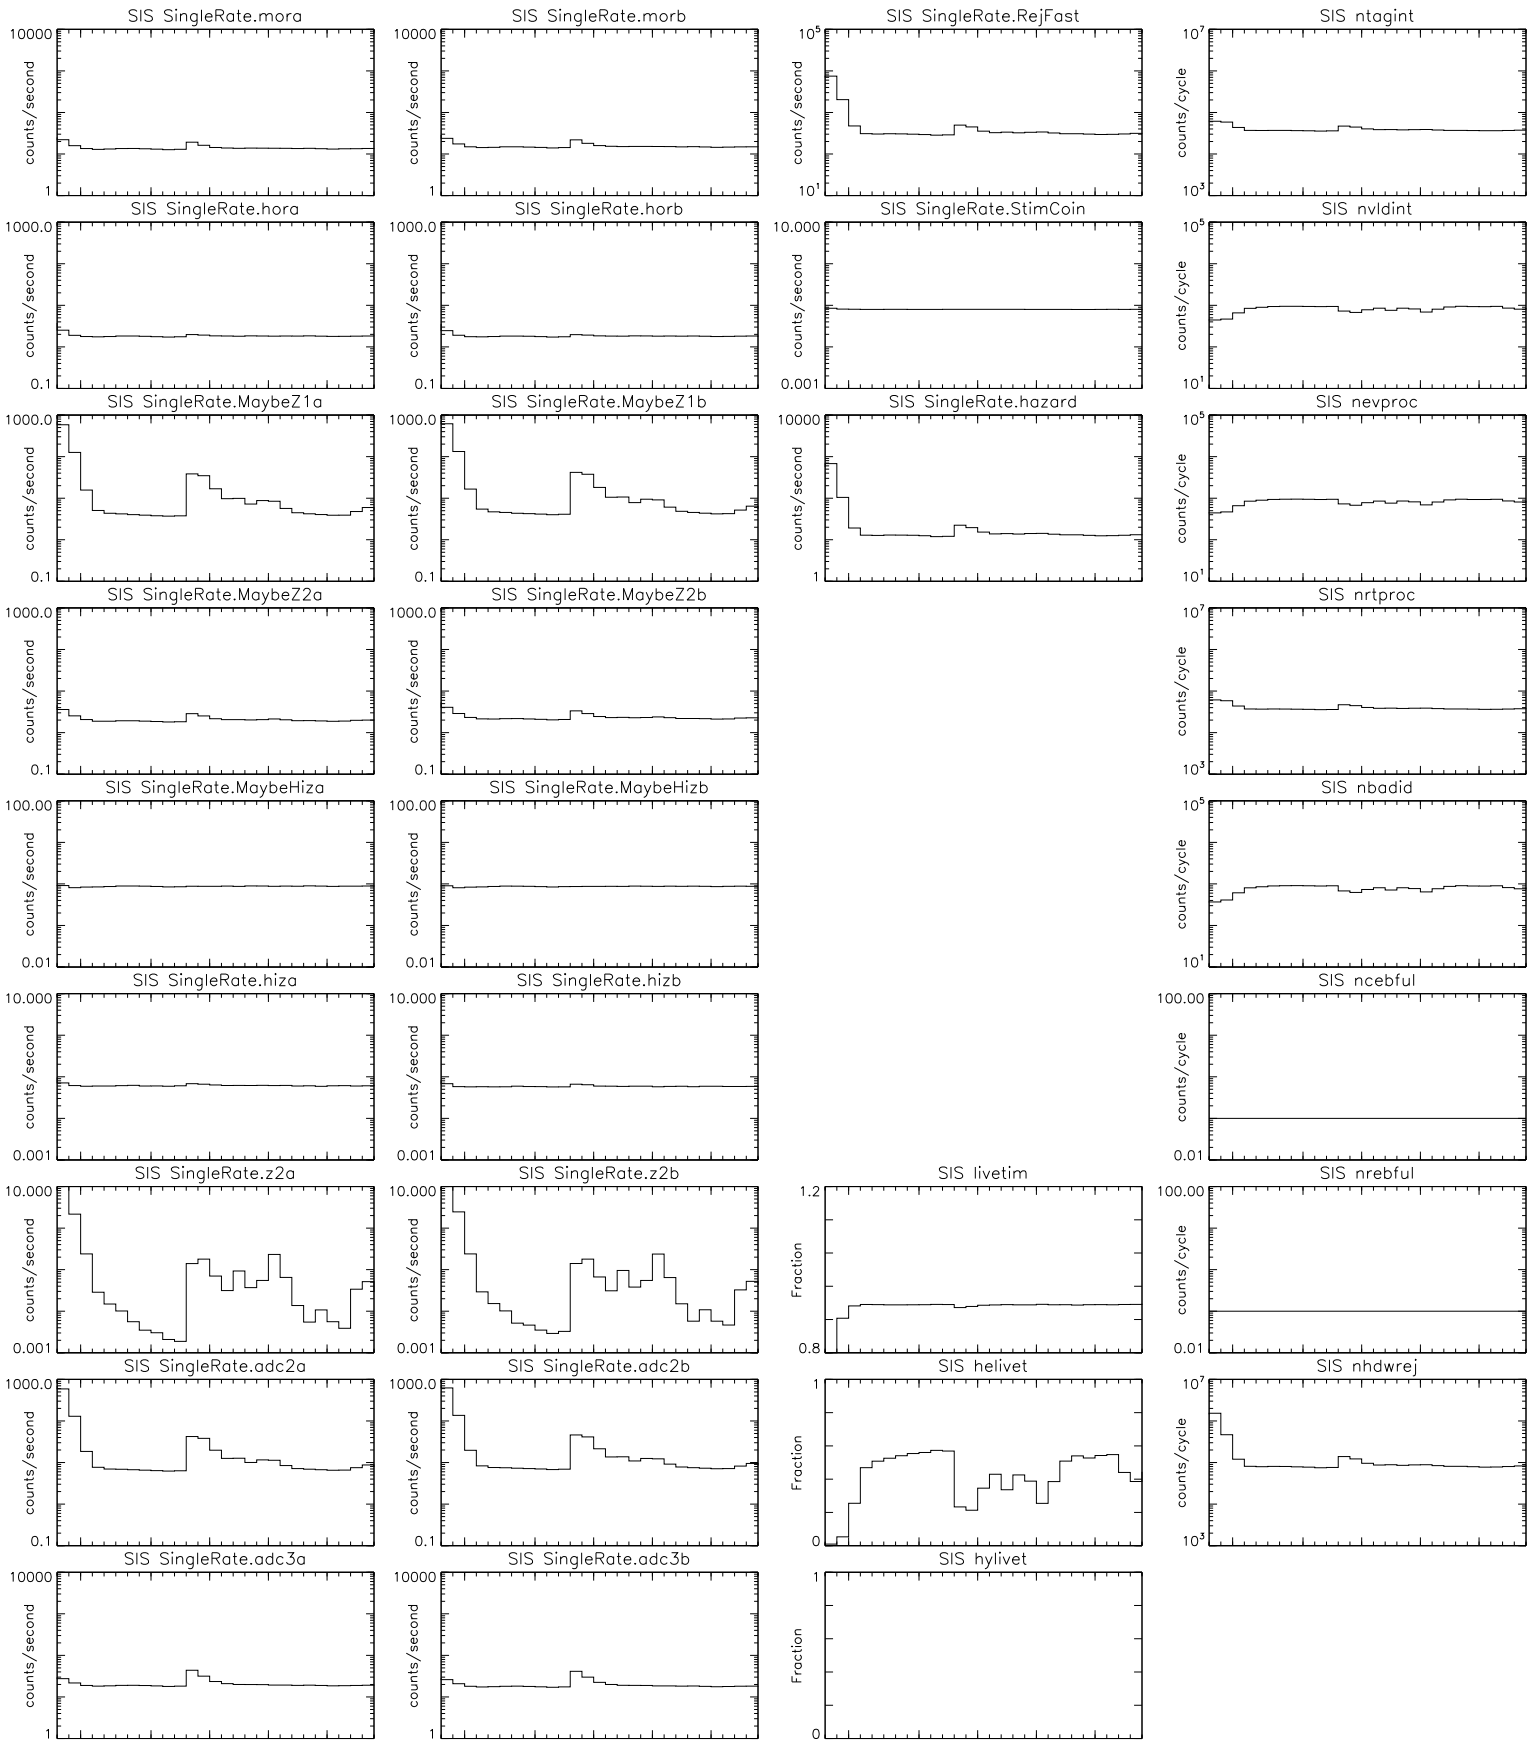 SIS SingleRate.mora SIS SingleRate.morb SIS SingleRate.RejFast SIS ntagint
10000 10000 10^5 10^7
counts/second counts/second counts/second counts/cycle
1 1 10^1 10^3
SIS SingleRate.hora SIS SingleRate.horb SIS SingleRate.StimCoin SIS nvldint
1000.0 1000.0 10.000 10^5
counts/second counts/second counts/second counts/cycle
0.1 0.1 0.001 10^1
SIS SingleRate.MaybeZ1a SIS SingleRate.MaybeZ1b SIS SingleRate.hazard SIS nevproc
1000.0 1000.0 10000 10^5
counts/second counts/second counts/second counts/cycle
0.1 0.1 1 10^1
SIS SingleRate.MaybeZ2a SIS SingleRate.MaybeZ2b SIS nrtproc
1000.0 1000.0 10^7
counts/second counts/second counts/cycle
0.1 0.1 10^3
SIS SingleRate.MaybeHiza SIS SingleRate.MaybeHizb SIS nbadid
100.00 100.00 10^5
counts/second counts/second counts/cycle
0.01 0.01 10^1
SIS SingleRate.hiza SIS SingleRate.hizb SIS ncebful
10.000 10.000 100.00
counts/second counts/second counts/cycle
0.001 0.001 0.01
SIS SingleRate.z2a SIS SingleRate.z2b SIS livetim SIS nrebful
10.000 10.000 1.2 100.00
counts/second counts/second Fraction counts/cycle
0.001 0.001 0.8 0.01
SIS SingleRate.adc2a SIS SingleRate.adc2b SIS helivet SIS nhdwrej
1000.0 1000.0 1 10^7
counts/second counts/second Fraction counts/cycle
0.1 0.1 0 10^3
SIS SingleRate.adc3a SIS SingleRate.adc3b SIS hylivet
10000 10000 1
counts/second counts/second Fraction
1 1 0